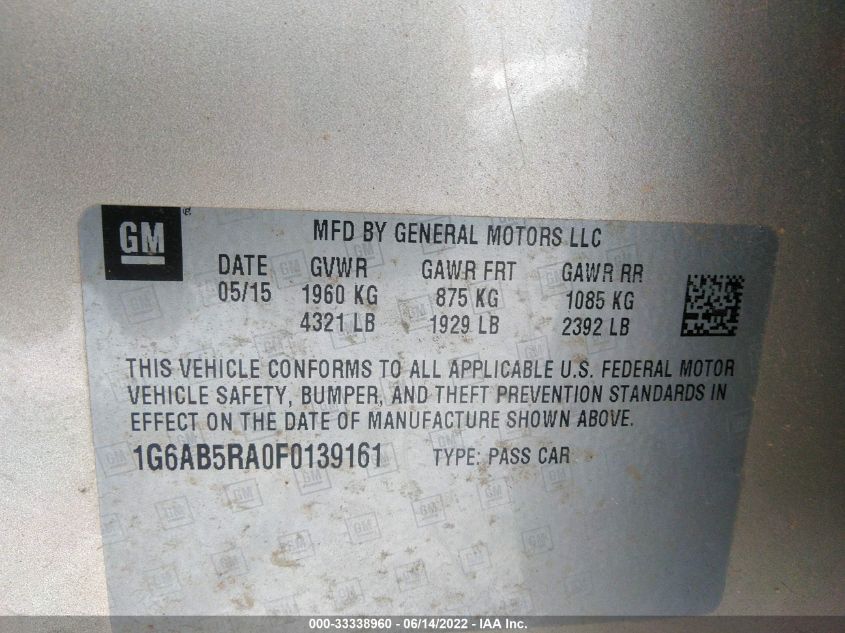 GM
MFD BY GENERAL MOTORS LLC
DATE GVWR GAWR FRT GAWR RR
05/15 1960 KG 875 KG 1085 KG
4321 LB 1929 LB 2392 LB
THIS VEHICLE CONFORMS TO ALL APPLICABLE U.S. FEDERAL MOTOR
VEHICLE SAFETY, BUMPER, AND THEFT PREVENTION STANDARDS IN
EFFECT ON THE DATE OF MANUFACTURE SHOWN ABOVE.
1G6AB5RA0F0139161 TYPE: PASS CAR
000-33338960 - 06/14/2022 - IAA Inc.